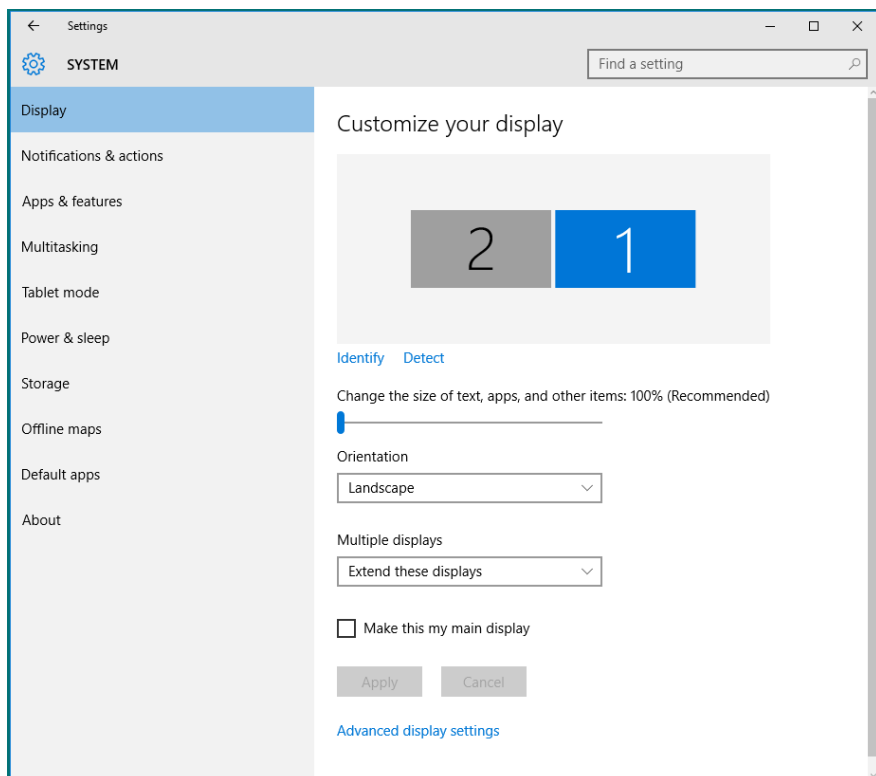 Settings
SYSTEM
Find a setting
Display
Notifications & actions
Apps & features
Multitasking
Tablet mode
Power & sleep
Storage
Offline maps
Default apps
About
Customize your display
2 1
Identify Detect
Change the size of text, apps, and other items: 100% (Recommended)
Orientation
Landscape
Multiple displays
Extend these displays
Make this my main display
Apply Cancel
Advanced display settings